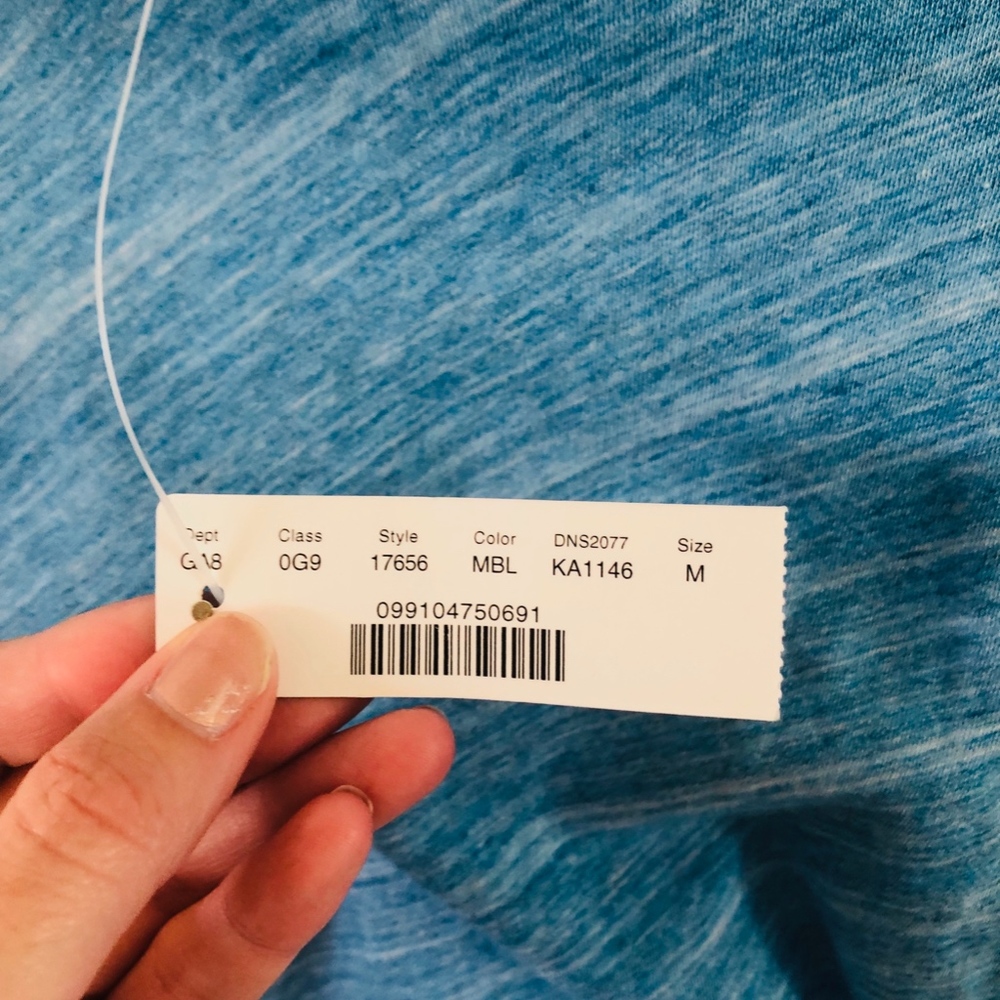 Dept Class Style Color DNS2077 Size
0G9 17656 MBL KA1146 M
099104750691